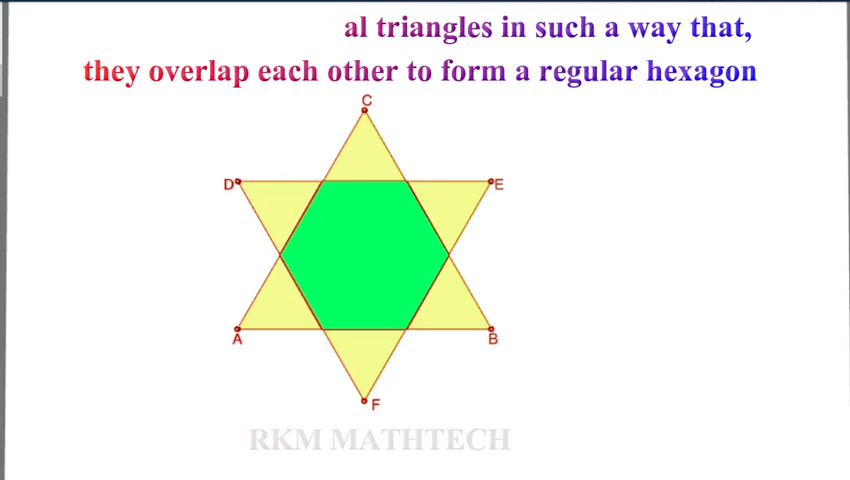 al triangles in such a way that,
they overlap each other to form a regular hexagon
C
D
E
A
B
F
RKM MATHTECH